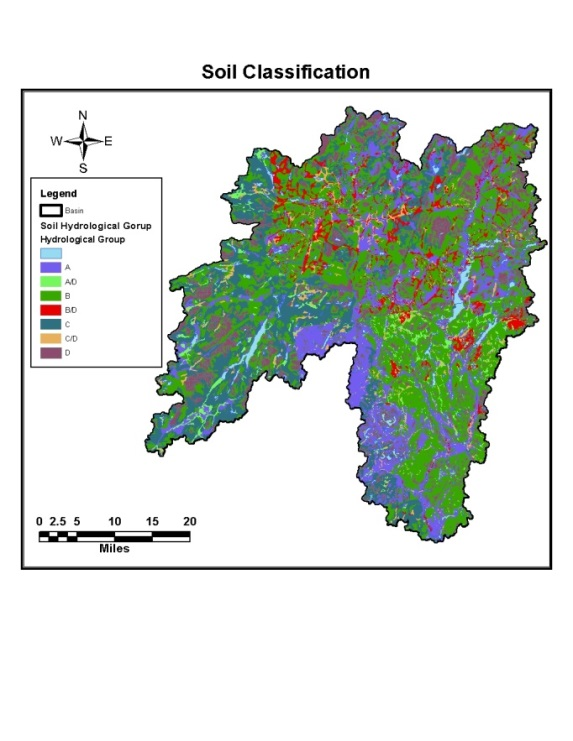 Soil Classification
N
W E
S
Legend
Basin
Soil Hydrological Gorup
Hydrological Group
A
A/D
B
B/D
C
C/D
D
0 2.5 5 10 15 20
Miles